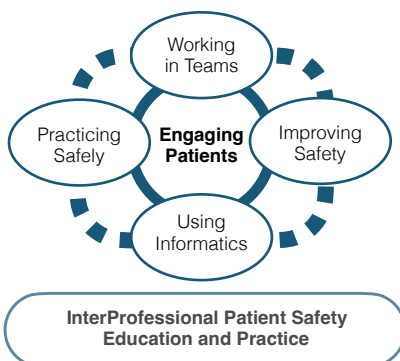 Working
in Teams
Practicing
Safely
Engaging
Patients
Improving
Safety
Using
Informatics
InterProfessional Patient Safety
Education and Practice